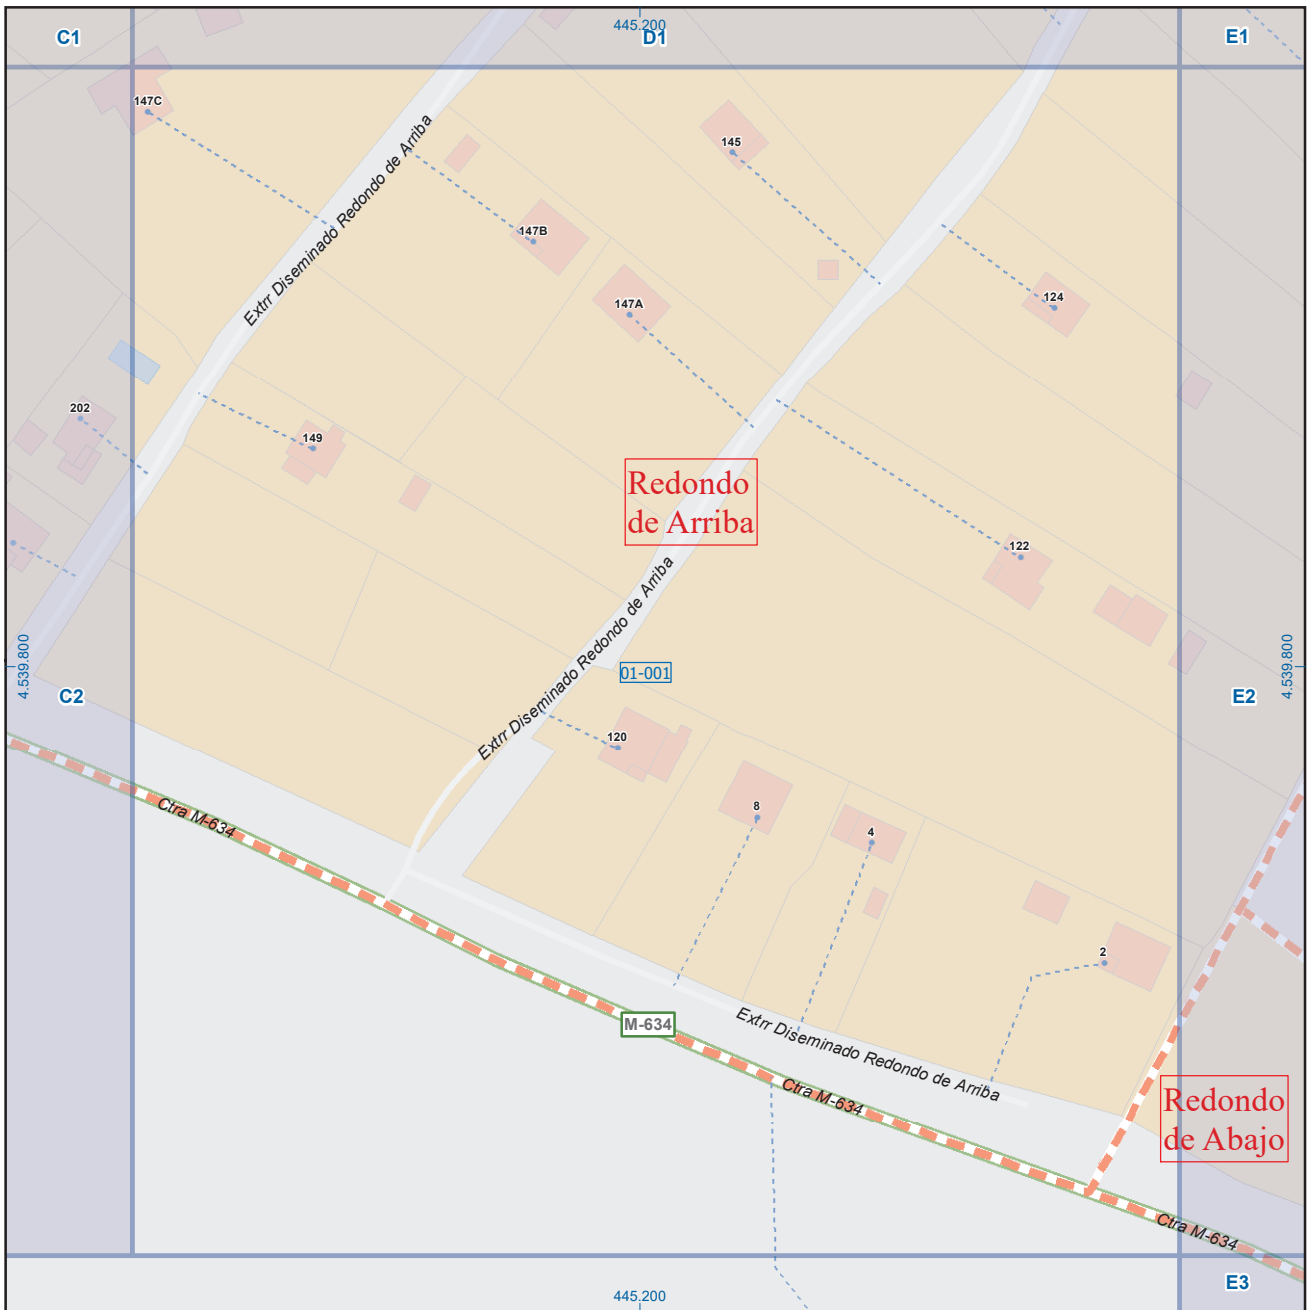 445.200
C1
D1
E1
147C
145
Extrr Diseminado Redondo de Arriba
147B
147A
124
202
149
Redondo
de Arriba
122
Extrr Diseminado Redondo de Arriba
4.539.800
4.539.800
01-001
C2
E2
120
8
4
Ctra M-634
2
M-634
Extrr Diseminado Redondo de Arriba
Ctra M-634
Redondo
de Abajo
Ctra M-634
E3
445.200